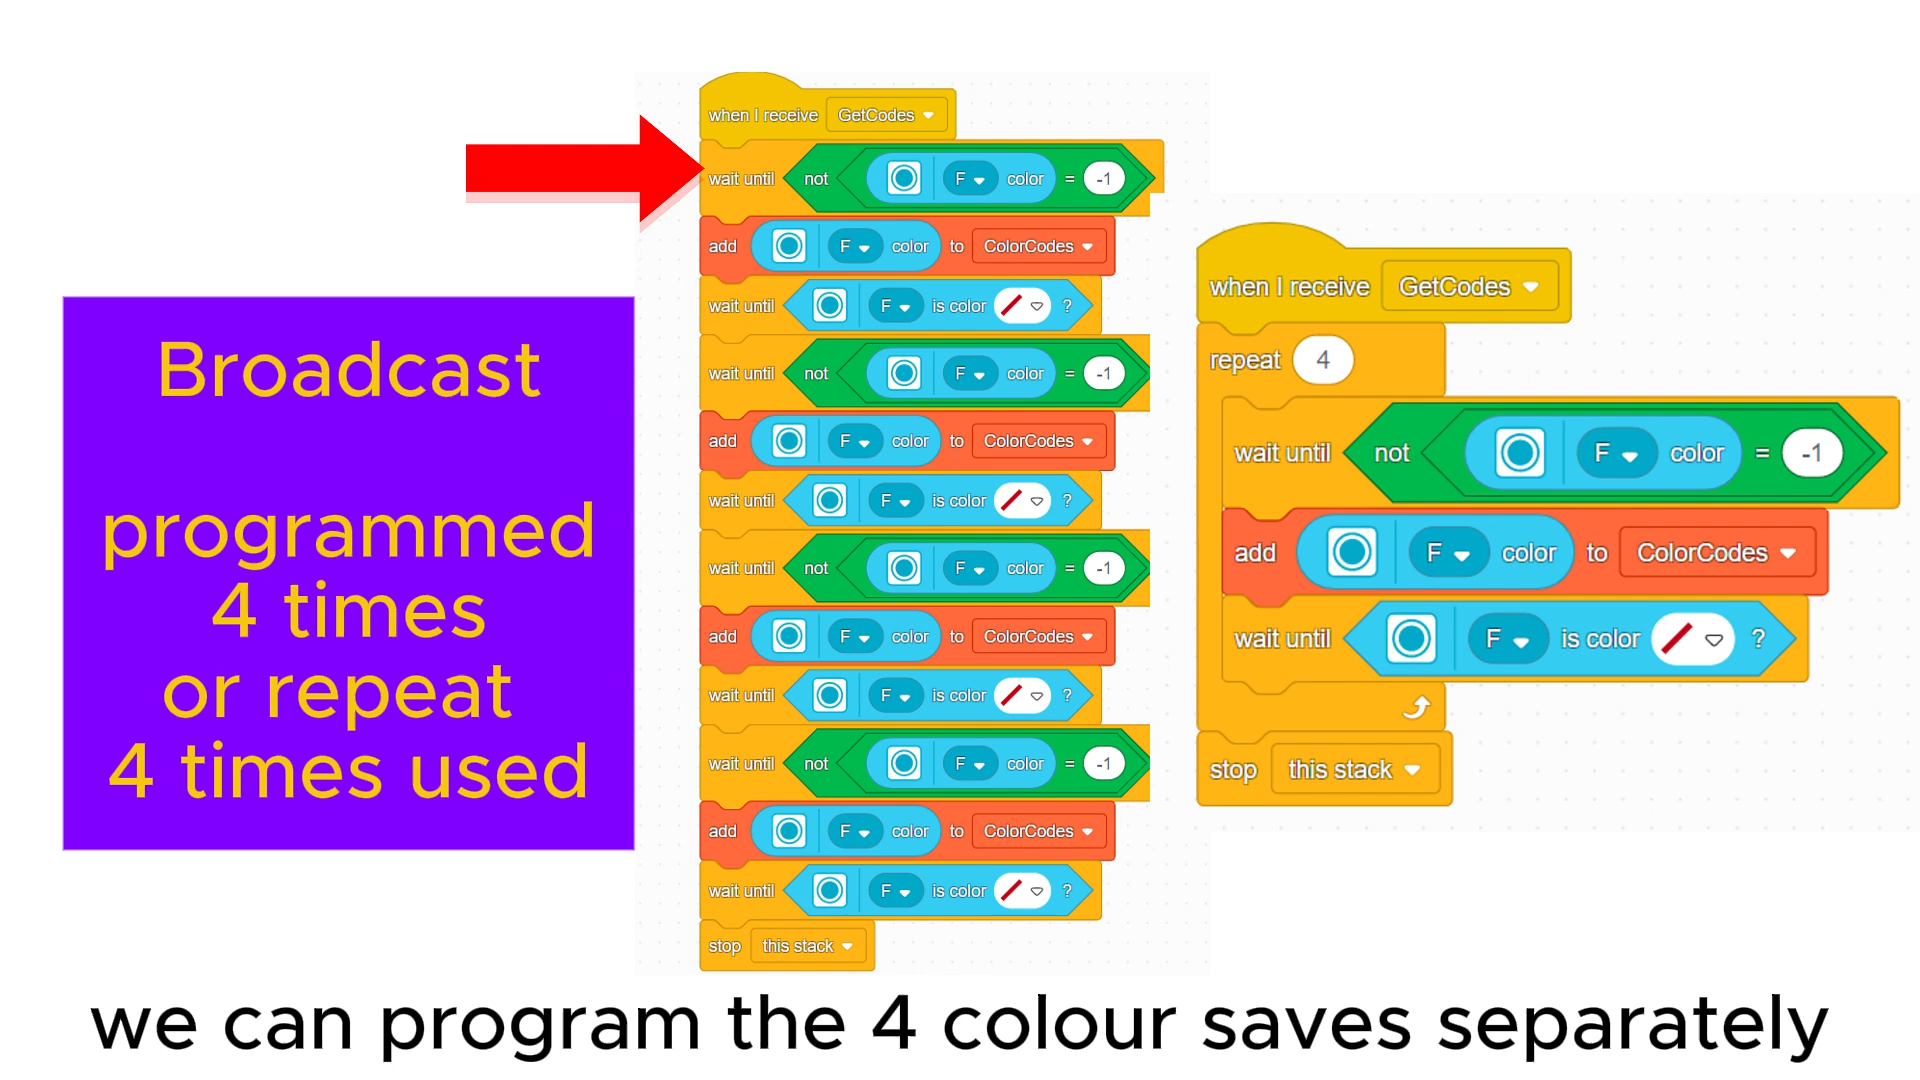 Broadcast
programmed
4 times
or repeat
4 times used
when I receive GetCodes
wait until not F color = -1
add F color to ColorCodes
wait until F is color ?
wait until not F color = -1
add F color to ColorCodes
wait until F is color ?
wait until not F color = -1
add F color to ColorCodes
wait until F is color ?
wait until not F color = -1
add F color to ColorCodes
wait until F is color ?
stop this stack
when I receive GetCodes
repeat 4
wait until not F color = -1
add F color to ColorCodes
wait until F is color ?
stop this stack
we can program the 4 colour saves separately